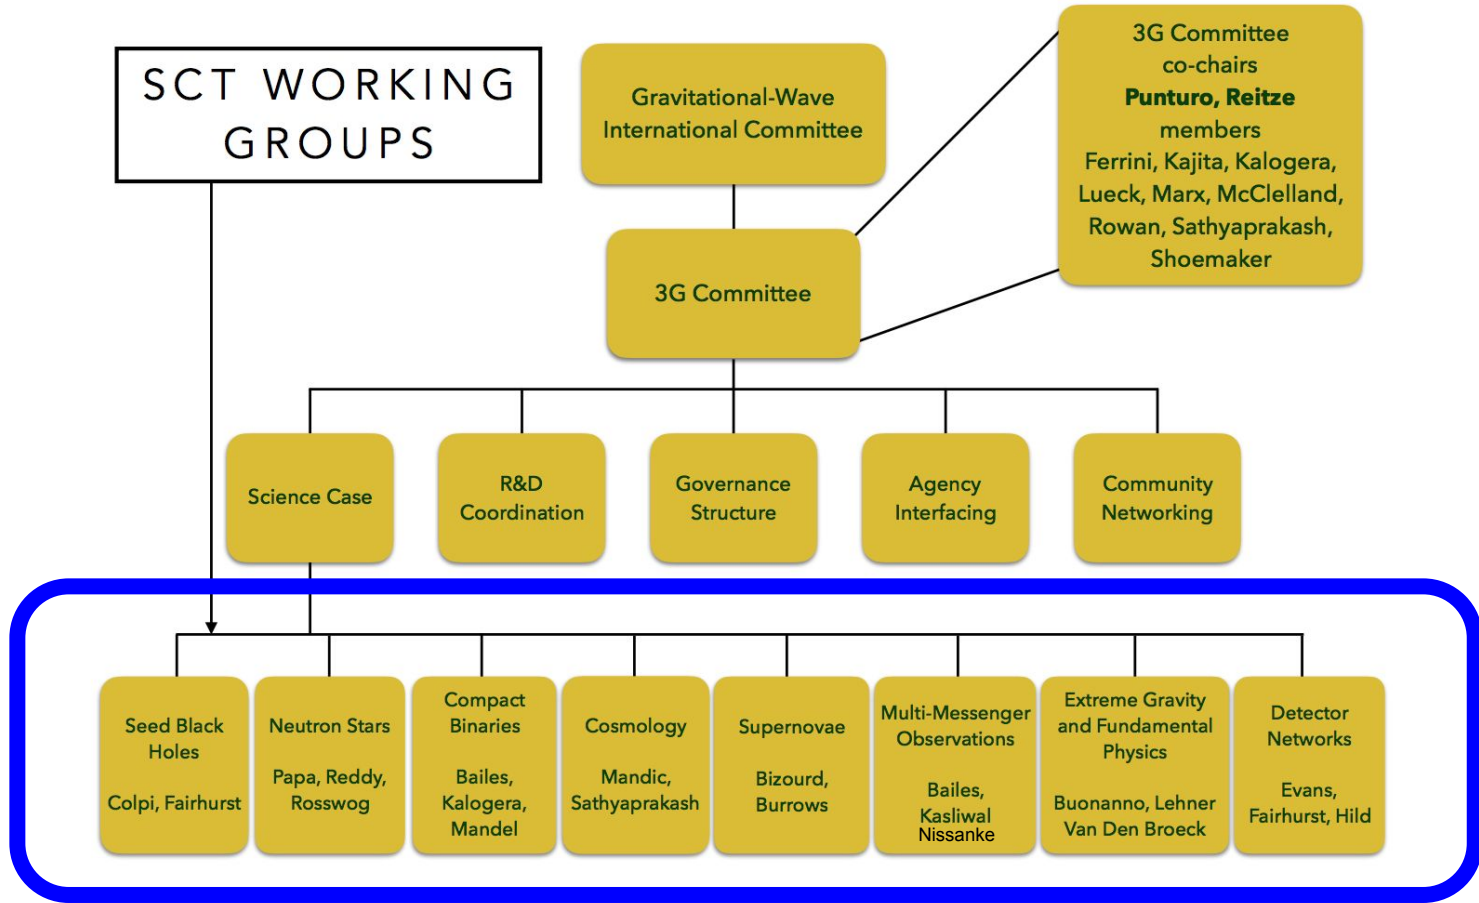 SCT WORKING
GROUPS
Gravitational-Wave
International Committee
3G Committee
co-chairs
Punturo, Reitze
members
Ferrini, Kajita, Kalogera,
Lueck, Marx, McClelland,
Rowan, Sathyaprakash,
Shoemaker
3G Committee
Science Case
R&D
Coordination
Governance
Structure
Agency
Interfacing
Community
Networking
Seed Black
Holes
Colpi, Fairhurst
Neutron Stars
Papa, Reddy,
Rosswog
Compact
Binaries
Bailes,
Kalogera,
Mandel
Cosmology
Mandic,
Sathyaprakash
Supernovae
Bizourd,
Burrows
Multi-Messenger
Observations
Bailes,
Kasliwal
Nissanke
Extreme Gravity
and Fundamental
Physics
Buonanno, Lehner
Van Den Broeck
Detector
Networks
Evans,
Fairhurst, Hild